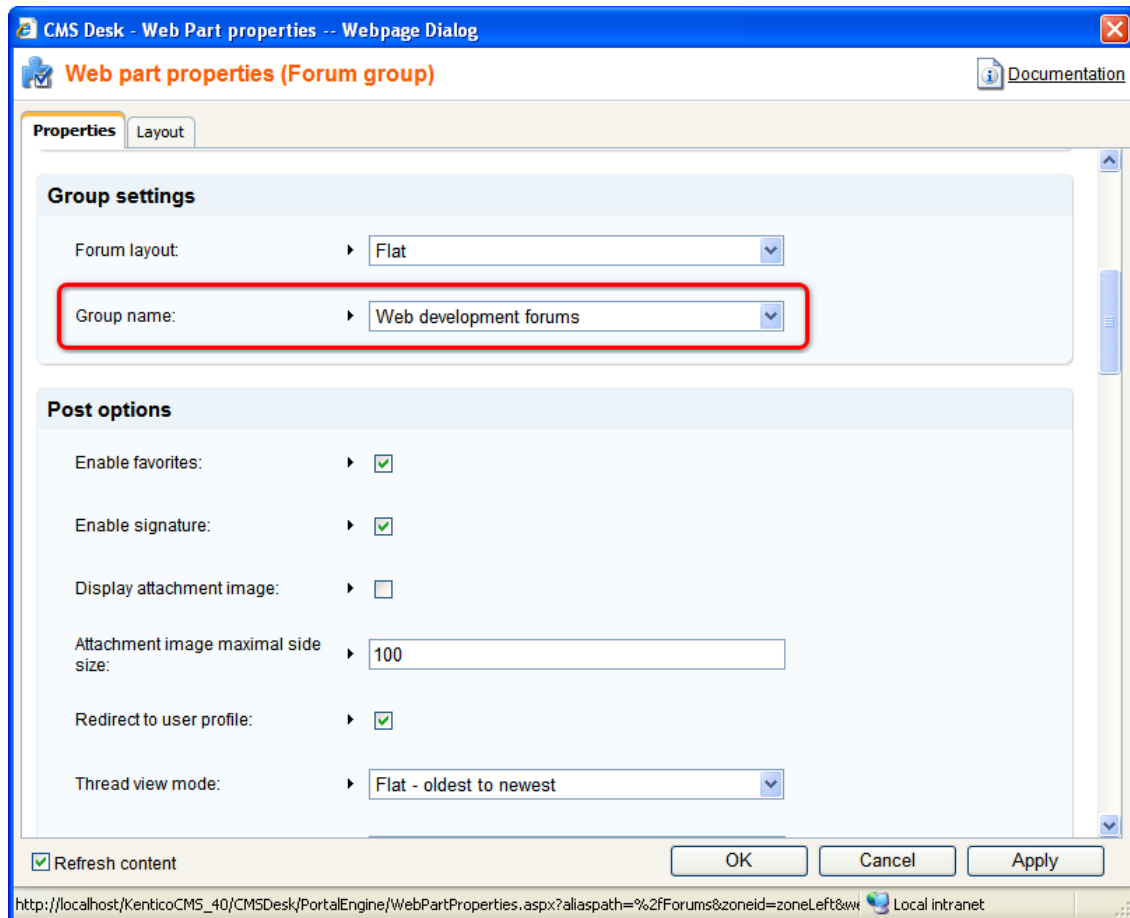 CMS Desk - Web Part properties -- Webpage Dialog
Web part properties (Forum group)
Documentation
Properties
Layout
Group settings
Forum layout:
Flat
Group name:
Web development forums
Post options
Enable favorites:
Enable signature:
Display attachment image:
Attachment image maximal side
size:
100
Redirect to user profile:
Thread view mode:
Flat - oldest to newest
Refresh content
OK
Cancel
Apply
http://localhost/KenticoCMS_40/CMSDesk/PortalEngine/WebPartProperties.aspx?aliaspath=%2fForums&zoneid=zoneLeft&we
Local intranet